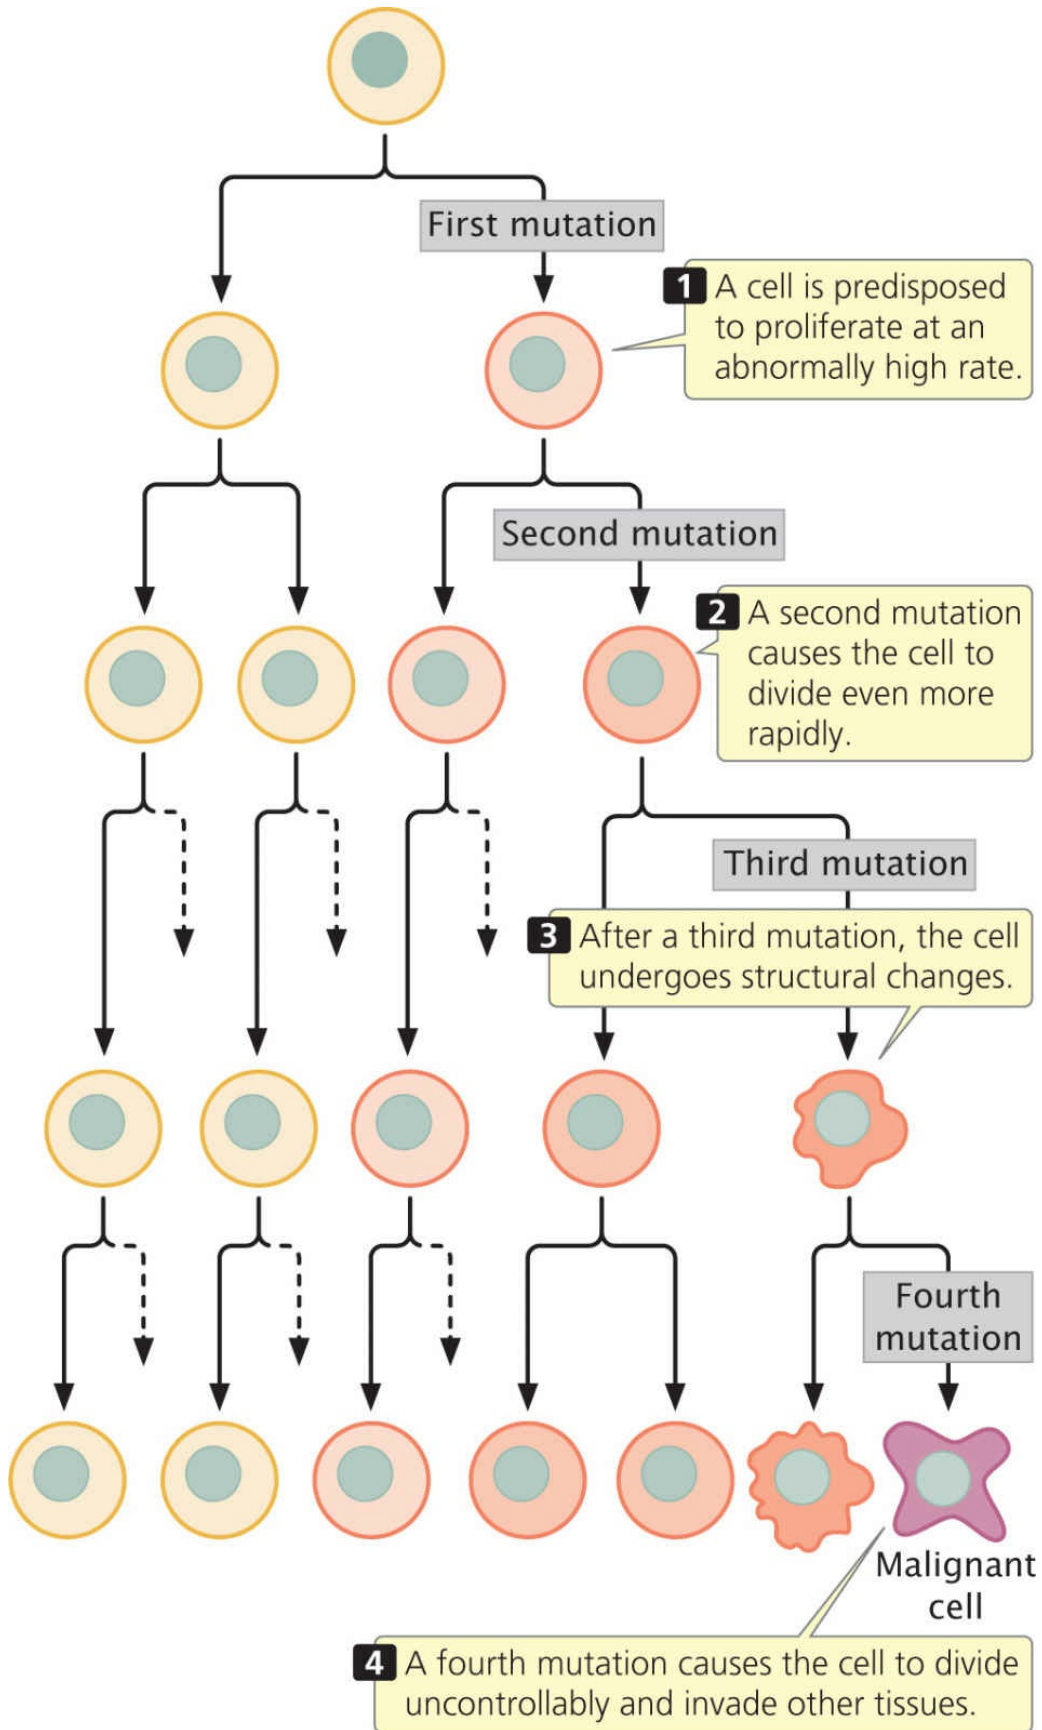 First mutation
1 A cell is predisposed
to proliferate at an
abnormally high rate.
Second mutation
2 A second mutation
causes the cell to
divide even more
rapidly.
Third mutation
3 After a third mutation, the cell
undergoes structural changes.
Fourth
mutation
Malignant
cell
4 A fourth mutation causes the cell to divide
uncontrollably and invade other tissues.